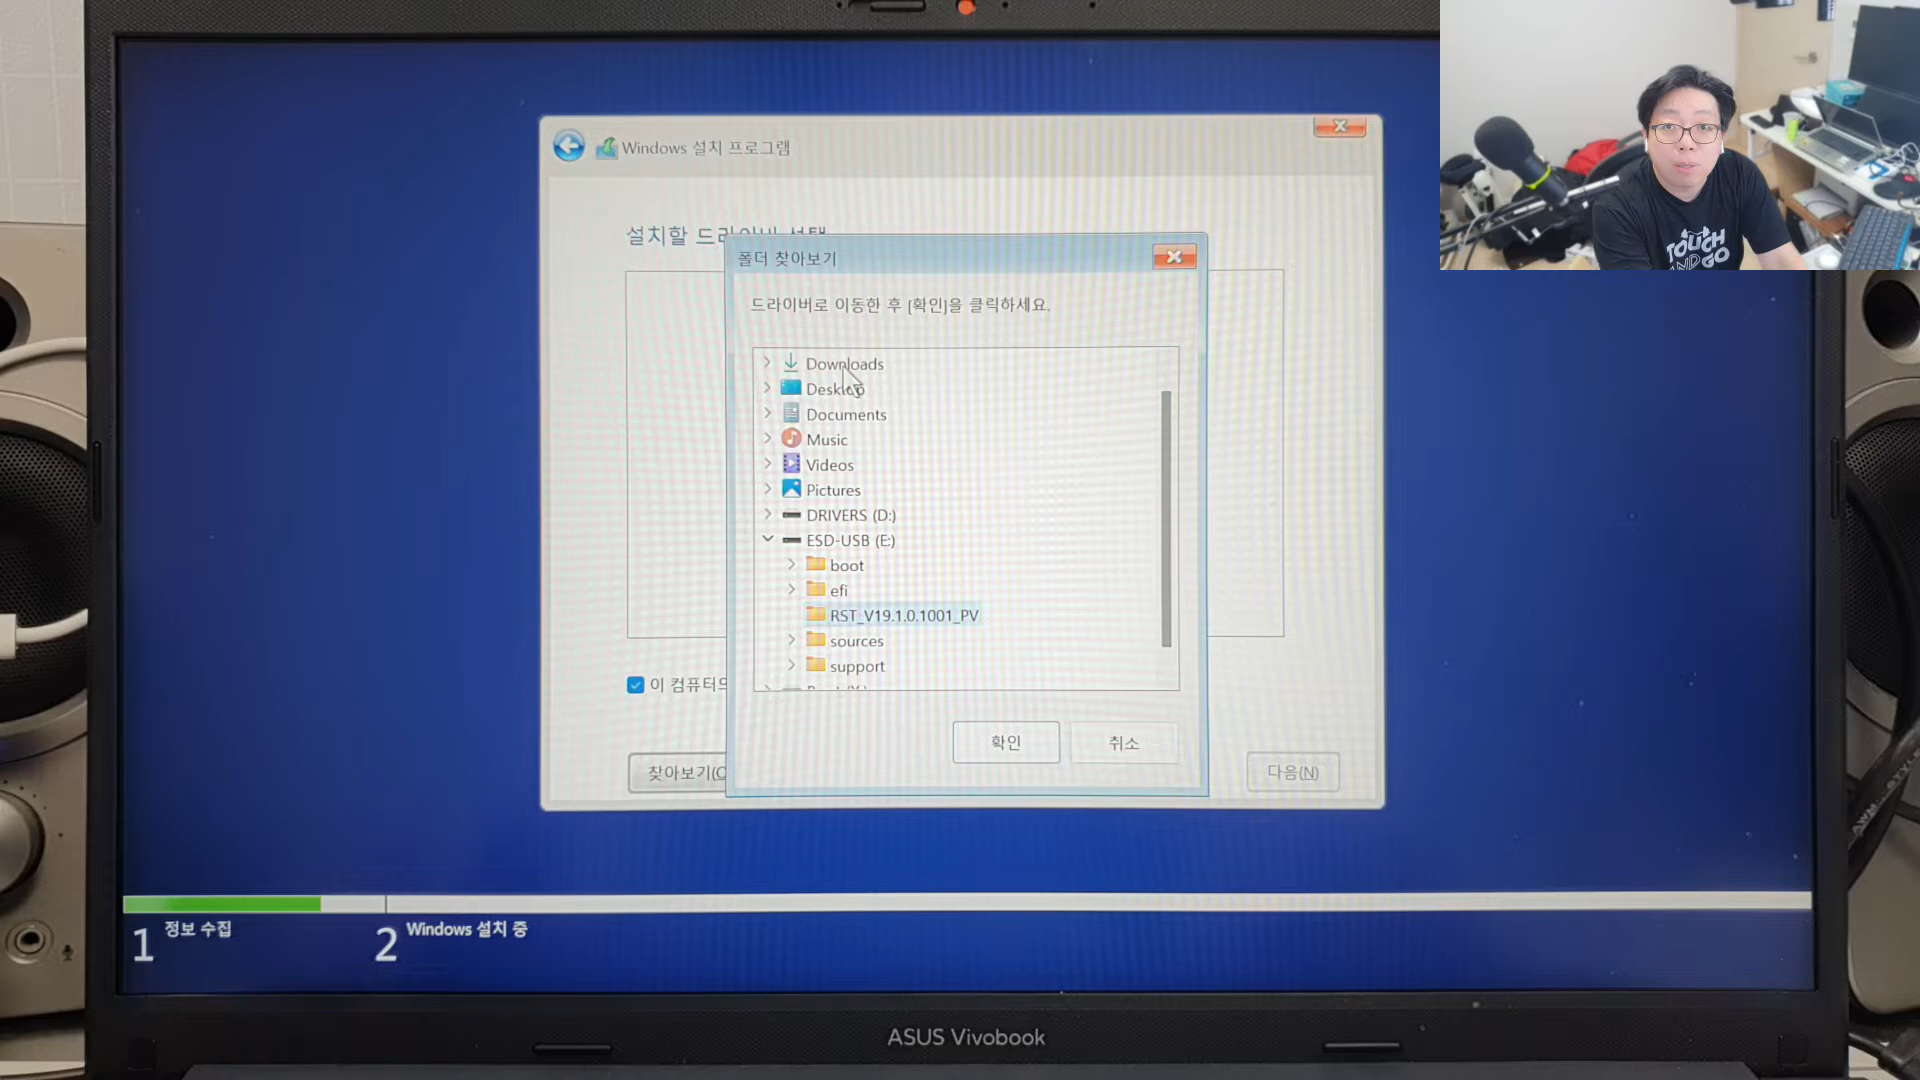 Windows 설치 프로그램
설치할 드라이버 선택
폴더 찾아보기
드라이버로 이동한 후 [확인]을 클릭하세요.
Downloads
Desktop
Documents
Music
Videos
Pictures
DRIVERS (D:)
ESD-USB (E:)
boot
efi
RST_V19.1.0.1001_PV
sources
support
이 컴퓨터의
확인
취소
찾아보기(
다음(N)
1 정보 수집
2 Windows 설치 중
ASUS Vivobook
TOUCH
AND GO